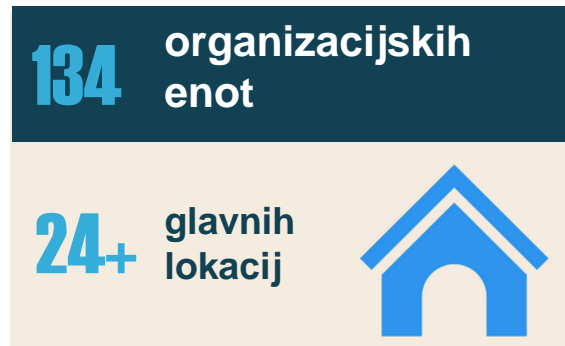 134 organizacijskih
enot
24+ glavnih
lokacij